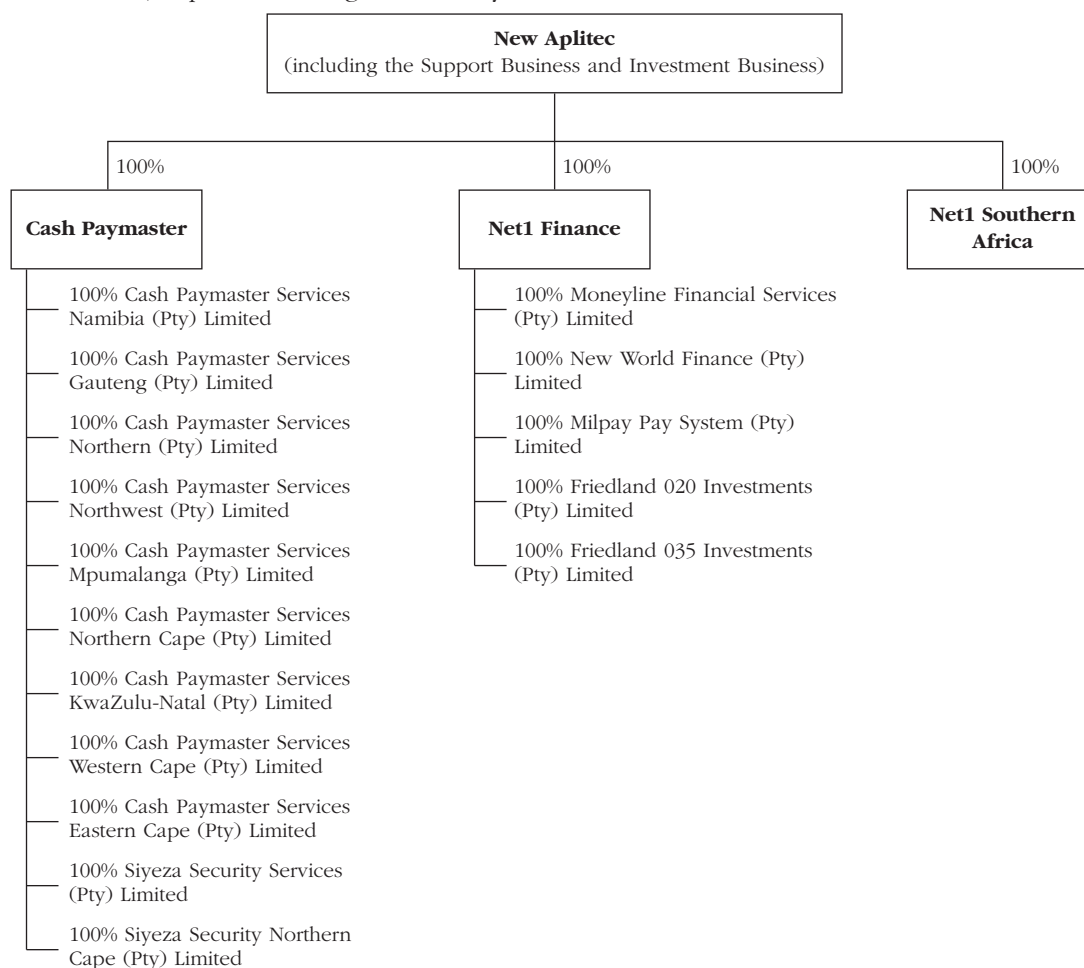 New Aplitec
(including the Support Business and Investment Business)
100%
100%
100%
Cash Paymaster
Net1 Finance
Net1 Southern
Africa
100% Cash Paymaster Services
Namibia (Pty) Limited
100% Cash Paymaster Services
Gauteng (Pty) Limited
100% Cash Paymaster Services
Northern (Pty) Limited
100% Cash Paymaster Services
Northwest (Pty) Limited
100% Cash Paymaster Services
Mpumalanga (Pty) Limited
100% Cash Paymaster Services
Northern Cape (Pty) Limited
100% Cash Paymaster Services
KwaZulu-Natal (Pty) Limited
100% Cash Paymaster Services
Western Cape (Pty) Limited
100% Cash Paymaster Services
Eastern Cape (Pty) Limited
100% Siyeza Security Services
(Pty) Limited
100% Siyeza Security Northern
Cape (Pty) Limited
100% Moneyline Financial Services
(Pty) Limited
100% New World Finance (Pty)
Limited
100% Milpay Pay System (Pty)
Limited
100% Friedland 020 Investments
(Pty) Limited
100% Friedland 035 Investments
(Pty) Limited